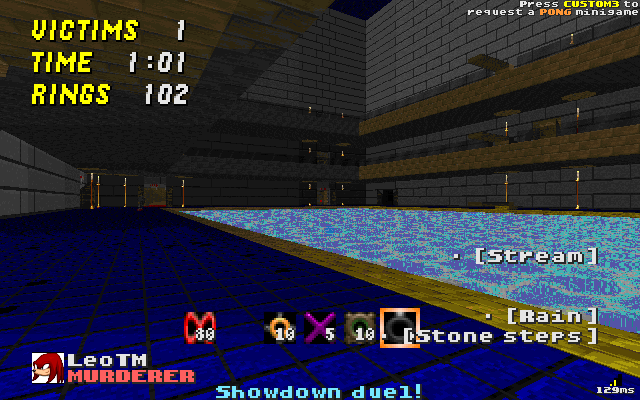 Press CUSTOM3 to
request a PONG minigame
VICTIMS 1
TIME 1:01
RINGS 102
[Stream]
[Rain]
30 10 5 10
[Stone steps]
LeoTM
MURDERER
Showdown duel!
129ms